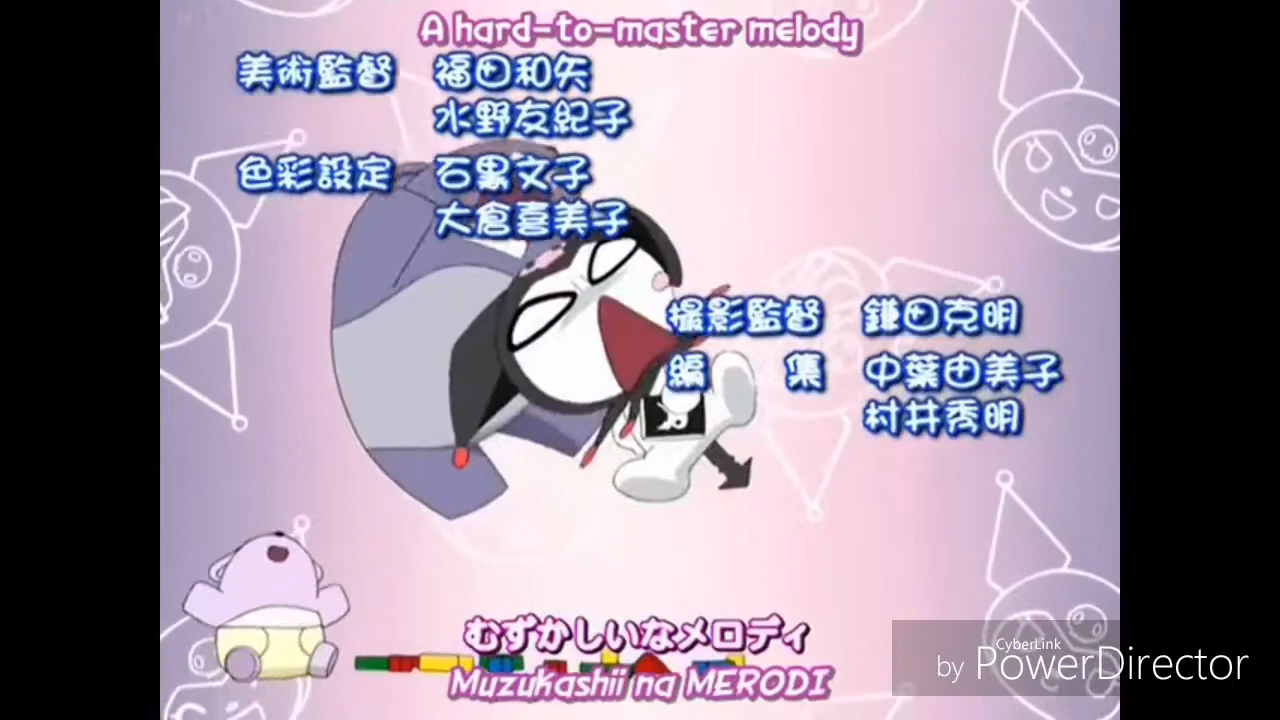 A hard-to-master melody
美術監督 福田和矢
水野友紀子
色彩設定 石黒文子
大倉喜美子
撮影監督 鎌田克明
編 集 中葉由美子
村井秀明
むずかしいなメロディ
Muzukashii na MERODI
CyberLink
by PowerDirector